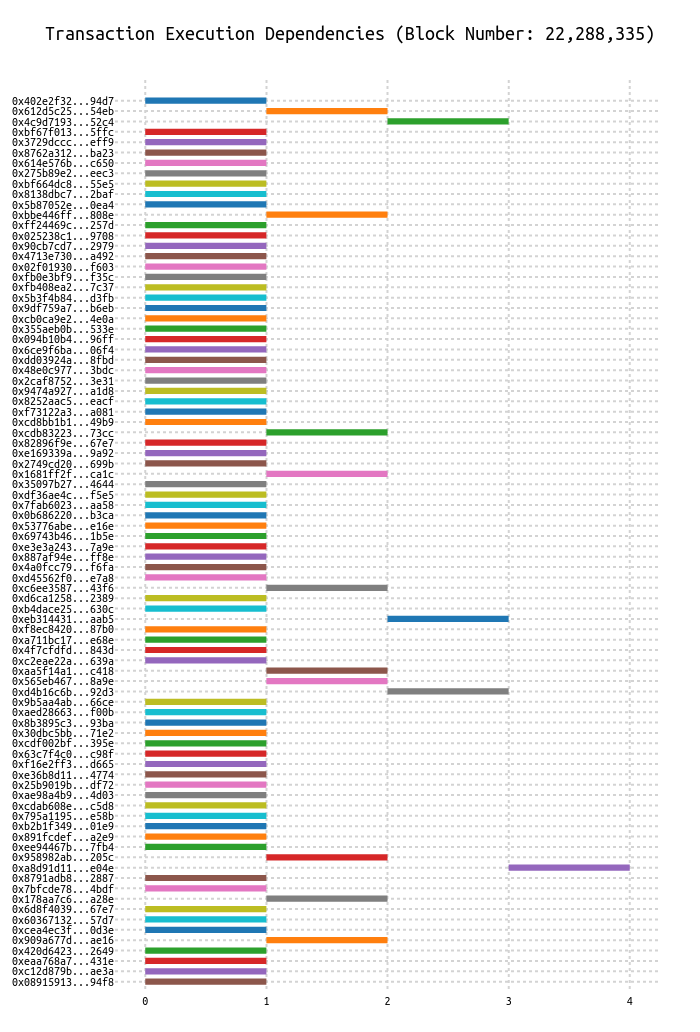 Transaction Execution Dependencies (Block Number: 22,288,335)
0x402e2f32...94d7
0x612d5c25...54eb
0x4c9d7193...52c4
0xbf67f013...5ffc
0x3729dccc...eff9
0x8762a312...ba23
0x614e576b...c650
0x275b89e2...eec3
0xbf664dc8...55e5
0x8138dbc7...2baf
0x5b87052e...0ea4
0xbbe446ff...808e
0xff24469c...257d
0x025238c1...9708
0x90cb7cd7...2979
0x4713e730...a492
0x02f01930...f603
0xfb0e3bf9...f35c
0xfb408ea2...7c37
0x5b3f4b84...d3fb
0x9df759a7...b6eb
0xcb0ca9e2...4e0a
0x355aeb0b...533e
0x094b10b4...96ff
0x6ce9f6ba...06f4
0xdd03924a...8fbd
0x48e0c977...3bdc
0x2caf8752...3e31
0x9474a927...a1d8
0x8252aac5...eacf
0xf73122a3...a081
0xcd8bb1b1...49b9
0xcdb83223...73cc
0x82896f9e...67e7
0xe169339a...9a92
0x2749cd20...699b
0x1681ff2f...ca1c
0x35097b27...4644
0xdf36ae4c...f5e5
0x7fab6023...aa58
0x0b686220...b3ca
0x53776abe...e16e
0x69743b46...1b5e
0xe3e3a243...7a9e
0x887af94e...ff8e
0x4a0fcc79...f6fa
0xd45562f0...e7a8
0xc6ee3587...43f6
0xd6ca1258...2389
0xb4dace25...630c
0xeb314431...aab5
0xf8ec8420...87b0
0xa711bc17...e68e
0x4f7cfdfd...843d
0xc2eae22a...639a
0xaa5f14a1...c418
0x565eb467...8a9e
0xd4b16c6b...92d3
0x9b5aa4ab...66ce
0xaed28663...f00b
0x8b3895c3...93ba
0x30dbc5bb...71e2
0xcdf002bf...395e
0x63c7f4c0...c98f
0xf16e2ff3...d665
0xe36b8d11...4774
0x25b9019b...df72
0xae98a4b9...4d03
0xcdab608e...c5d8
0x795a1195...e58b
0xb2b1f349...01e9
0x891fcdef...a2e9
0xee94467b...7fb4
0x958982ab...205c
0xa8d91d11...e04e
0x8791adb8...2887
0x7bfcde78...4bdf
0x178aa7c6...a28e
0x6d8f4039...67e7
0x60367132...57d7
0xcea4ec3f...0d3e
0x909a677d...ae16
0x420d6423...2649
0xeaa768a7...431e
0xc12d879b...ae3a
0x08915913...94f8
0 1 2 3 4